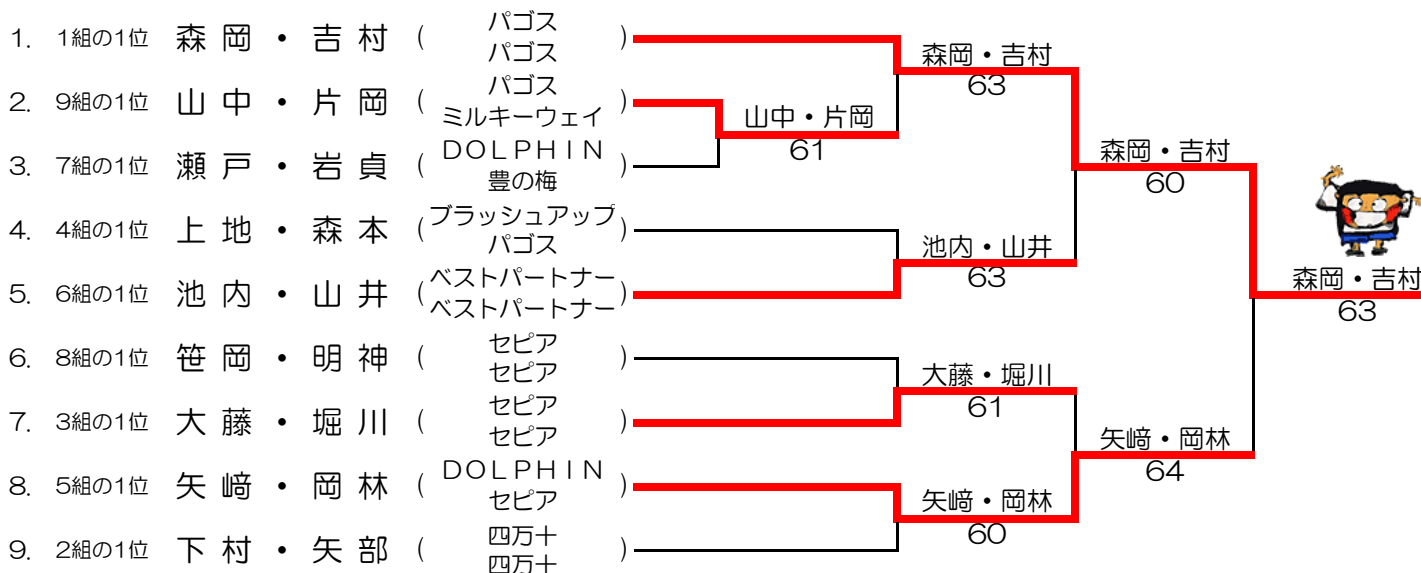 1. 1組の1位 森岡・吉村 ( パゴス
パゴス )
2. 9組の1位 山中・片岡 ( パゴス
ミルキーウェイ )
3. 7組の1位 瀬戸・岩貞 ( DOLPHIN
豊の梅 )
4. 4組の1位 上地・森本 ( ブラッシュアップ
パゴス )
5. 6組の1位 池内・山井 ( ベストパートナー
ベストパートナー )
6. 8組の1位 笹岡・明神 ( セピア
セピア )
7. 3組の1位 大藤・堀川 ( セピア
セピア )
8. 5組の1位 矢﨑・岡林 ( DOLPHIN
セピア )
9. 2組の1位 下村・矢部 ( 四万十
四万十 )
山中・片岡
61
森岡・吉村
63
池内・山井
63
大藤・堀川
61
矢﨑・岡林
60
森岡・吉村
60
矢﨑・岡林
64
森岡・吉村
63